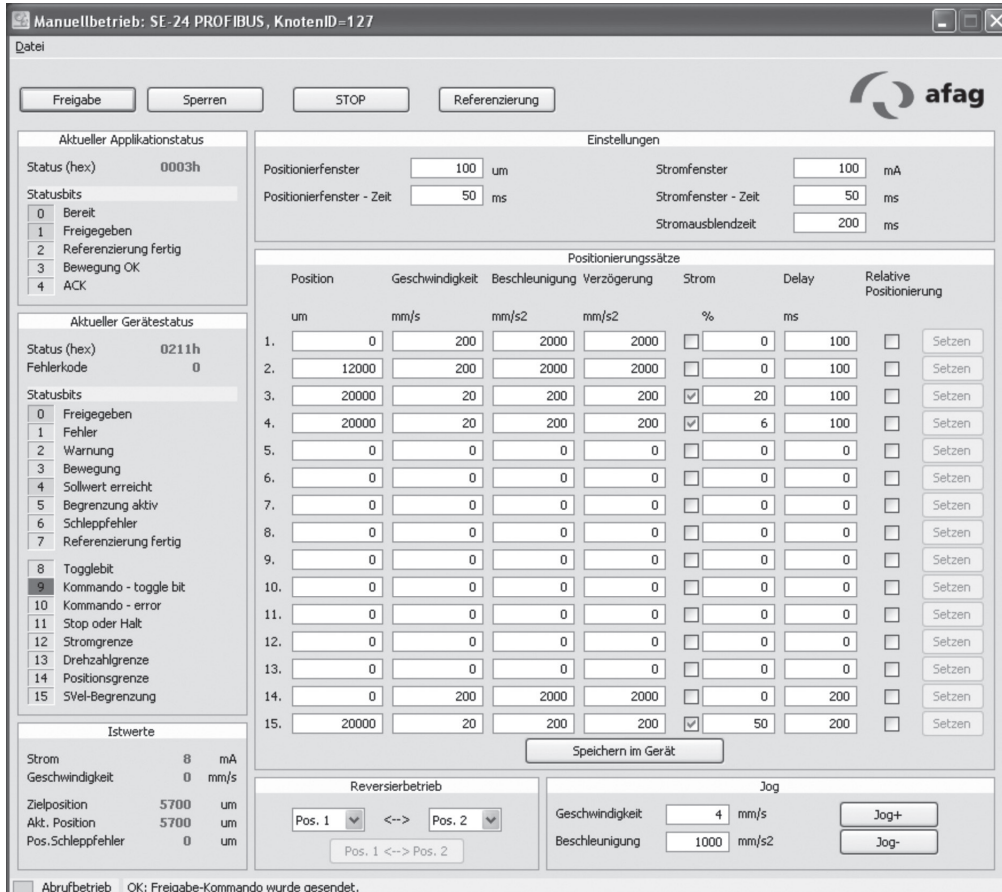 Manuellbetrieb: SE-24 PROFIBUS, KnotenID=127
Datei
Freigabe Sperren STOP Referenzierung
afag
Aktueller Applikationstatus
Status (hex) 0003h
Statusbits
0 Bereit
1 Freigegeben
2 Referenzierung fertig
3 Bewegung OK
4 ACK
Aktueller Gerätestatus
Status (hex) 0211h
Fehlerkode 0
Statusbits
0 Freigegeben
1 Fehler
2 Warnung
3 Bewegung
4 Sollwert erreicht
5 Begrenzung aktiv
6 Schleppfehler
7 Referenzierung fertig
8 Togglebit
9 Kommando - toggle bit
10 Kommando - error
11 Stop oder Halt
12 Stromgrenze
13 Drehzahlgrenze
14 Positionsgrenze
15 SVel-Begrenzung
Istwerte
Strom 8 mA
Geschwindigkeit 0 mm/s
Zielposition 5700 um
Akt. Position 5700 um
Pos.Schleppfehler 0 um
Einstellungen
Positionierfenster 100 um Stromfenster 100 mA
Positionierfenster - Zeit 50 ms Stromfenster - Zeit 50 ms
Stromausblendzeit 200 ms
Positionierungssätze
Position Geschwindigkeit Beschleunigung Verzögerung Strom Delay Relative
Positionierung
um mm/s mm/s2 mm/s2 % ms
1. 0 200 2000 2000 0 100 Setzen
2. 12000 200 2000 2000 0 100 Setzen
3. 20000 20 200 200 20 100 Setzen
4. 20000 20 200 200 6 100 Setzen
5. 0 0 0 0 0 0 Setzen
6. 0 0 0 0 0 0 Setzen
7. 0 0 0 0 0 0 Setzen
8. 0 0 0 0 0 0 Setzen
9. 0 0 0 0 0 0 Setzen
10. 0 0 0 0 0 0 Setzen
11. 0 0 0 0 0 0 Setzen
12. 0 0 0 0 0 0 Setzen
13. 0 0 0 0 0 0 Setzen
14. 0 200 2000 2000 0 200 Setzen
15. 20000 20 200 200 50 200 Setzen
Speichern im Gerät
Reversierbetrieb
Pos. 1 <--> Pos. 2
Pos. 1 <--> Pos. 2
Jog
Geschwindigkeit 4 mm/s Jog+
Beschleunigung 1000 mm/s2 Jog-
Abrufbetrieb OK: Freigabe-Kommando wurde gesendet.